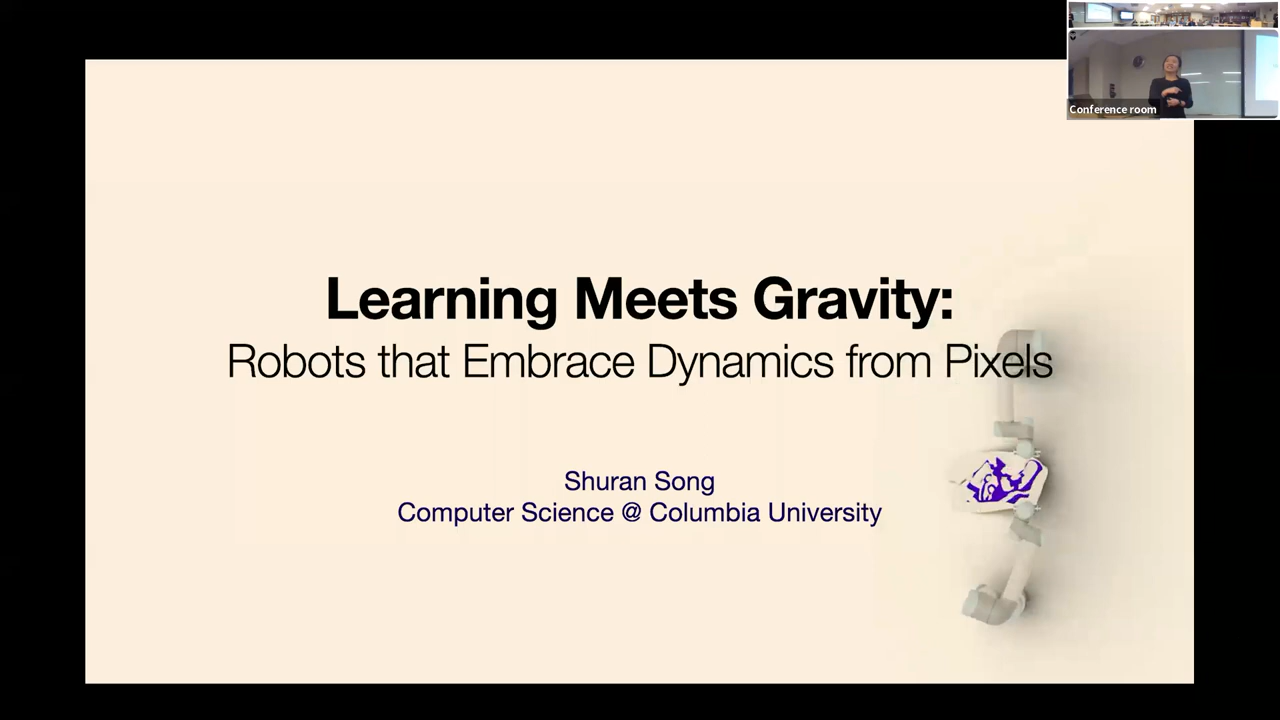 Conference room
Learning Meets Gravity:
Robots that Embrace Dynamics from Pixels
Shuran Song
Computer Science @ Columbia University